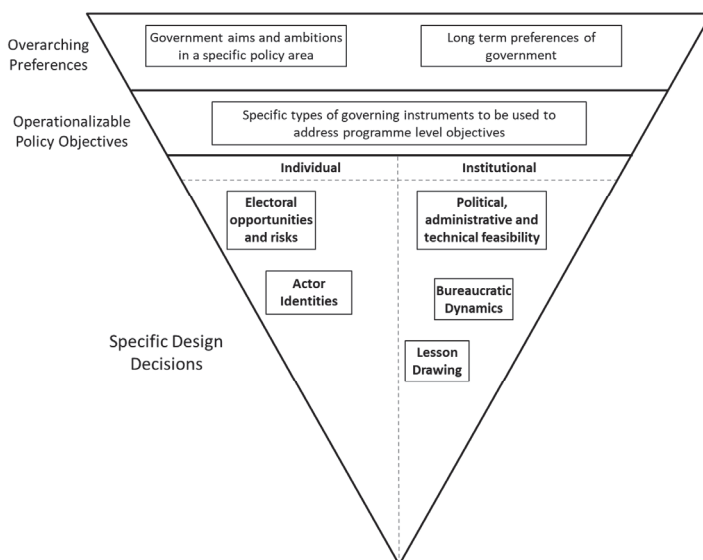 Overarching
Preferences
Government aims and ambitions
in a specific policy area
Long term preferences of
government
Operationalizable
Policy Objectives
Specific types of governing instruments to be used to
address programme level objectives
Individual
Institutional
Electoral
opportunities
and risks
Political,
administrative and
technical feasibility
Actor
Identities
Bureaucratic
Dynamics
Specific Design
Decisions
Lesson
Drawing